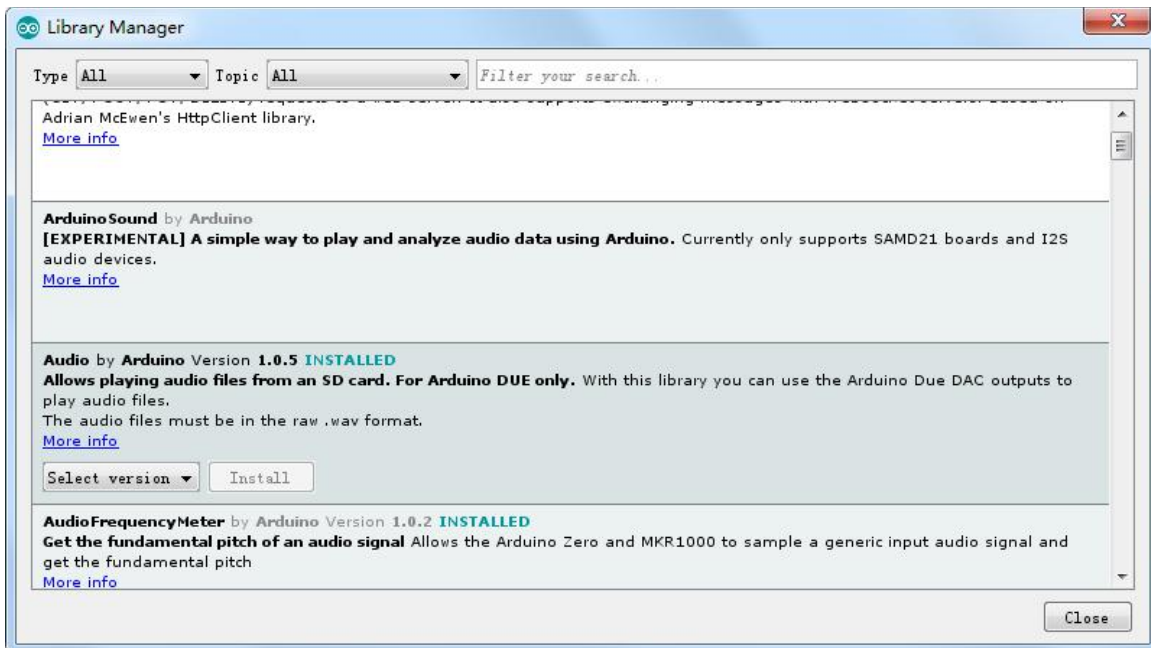 Library Manager
Type All Topic All Filter your search...
Adrian McEwen's HttpClient library.
More info
ArduinoSound by Arduino
[EXPERIMENTAL] A simple way to play and analyze audio data using Arduino. Currently only supports SAMD21 boards and I2S
audio devices.
More info
Audio by Arduino Version 1.0.5 INSTALLED
Allows playing audio files from an SD card. For Arduino DUE only. With this library you can use the Arduino Due DAC outputs to
play audio files.
The audio files must be in the raw .wav format.
More info
Select version Install
AudioFrequencyMeter by Arduino Version 1.0.2 INSTALLED
Get the fundamental pitch of an audio signal Allows the Arduino Zero and MKR1000 to sample a generic input audio signal and
get the fundamental pitch
More info
Close